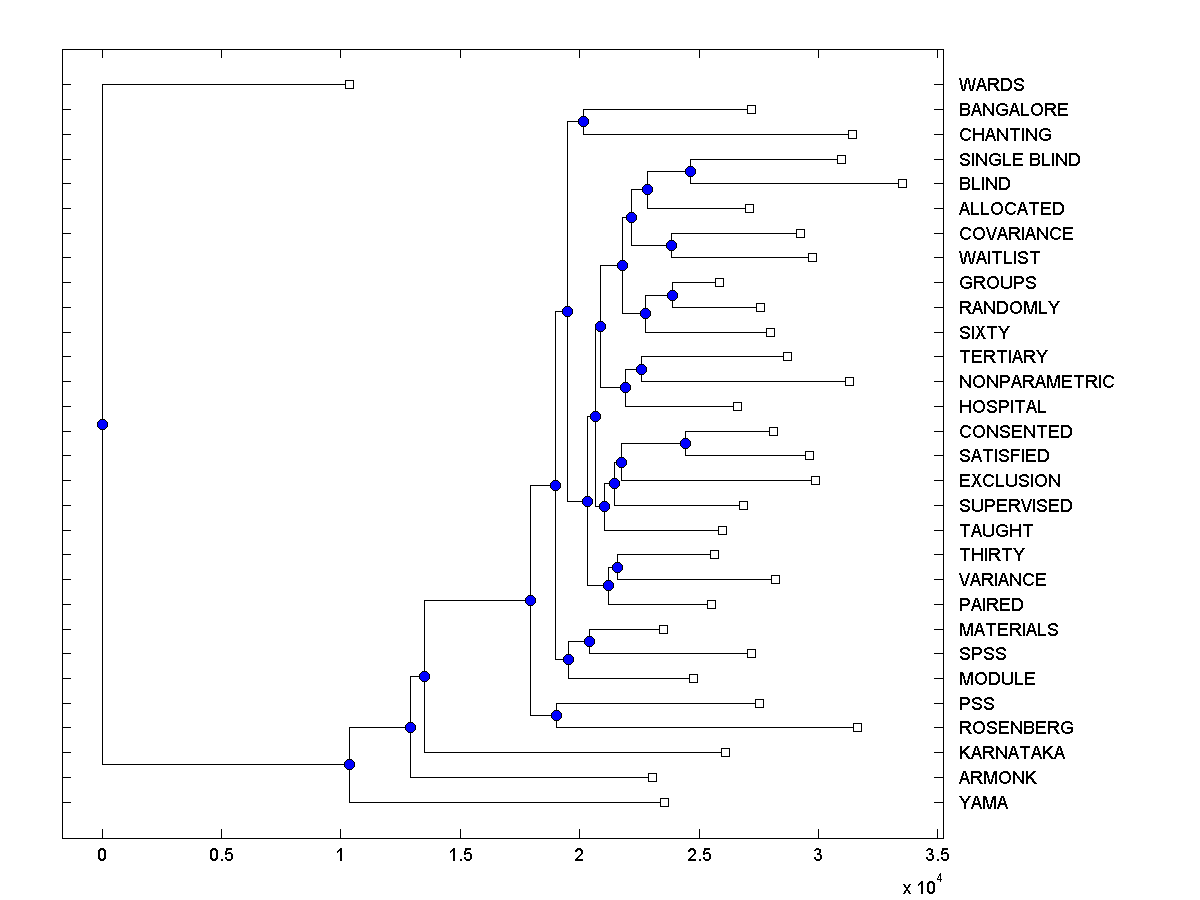 WARDS
BANGALORE
CHANTING
SINGLE BLIND
BLIND
ALLOCATED
COVARIANCE
WAITLIST
GROUPS
RANDOMLY
SIXTY
TERTIARY
NONPARAMETRIC
HOSPITAL
CONSENTED
SATISFIED
EXCLUSION
SUPERVISED
TAUGHT
THIRTY
VARIANCE
PAIRED
MATERIALS
SPSS
MODULE
PSS
ROSENBERG
KARNATAKA
ARMONK
YAMA
0 0.5 1 1.5 2 2.5 3 3.5
x 10^4